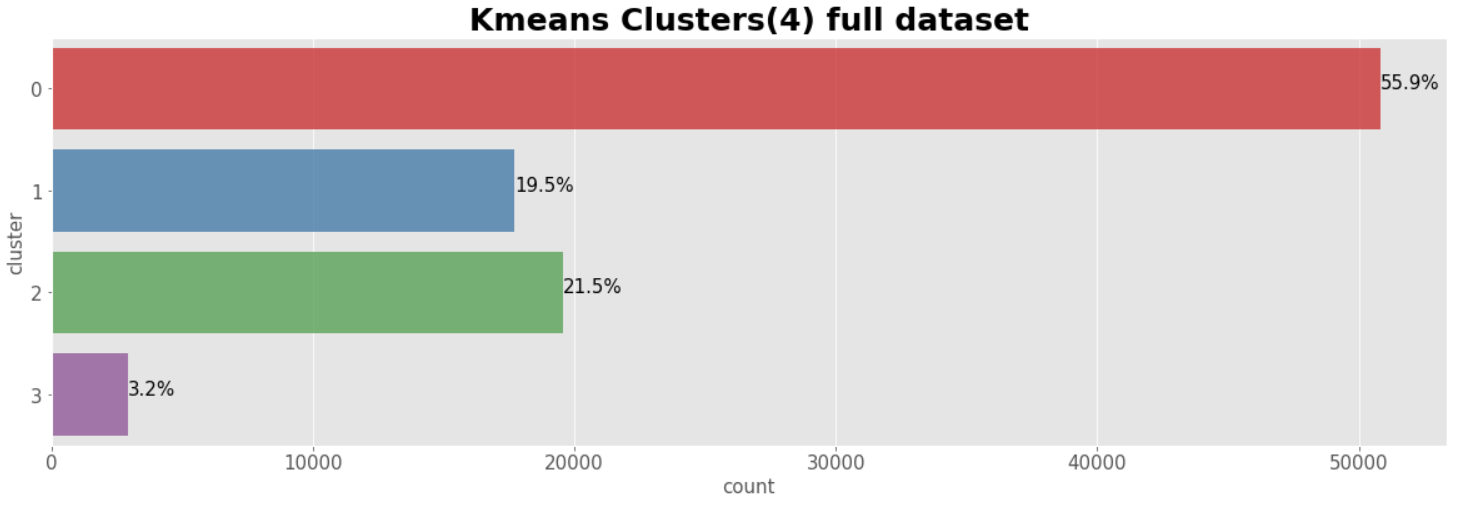 Kmeans Clusters(4) full dataset
0
55.9%
1
19.5%
2
21.5%
3
3.2%
cluster
0 10000 20000 30000 40000 50000
count